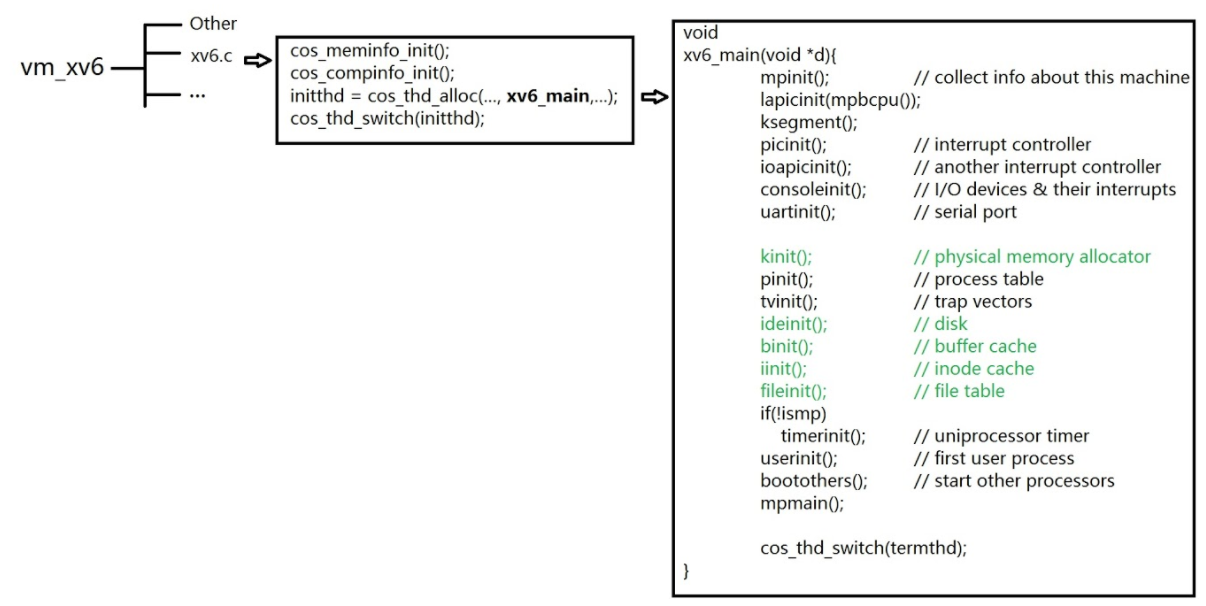 vm_xv6
Other
xv6.c
...
cos_meminfo_init();
cos_compinfo_init();
initthd = cos_thd_alloc(..., xv6_main,...);
cos_thd_switch(initthd);
void
xv6_main(void *d){
mpinit(); // collect info about this machine
lapicinit(mpbcpu());
ksegment();
picinit(); // interrupt controller
ioapicinit(); // another interrupt controller
consoleinit(); // I/O devices & their interrupts
uartinit(); // serial port
kinit(); // physical memory allocator
pinit(); // process table
tvinit(); // trap vectors
ideinit(); // disk
binit(); // buffer cache
iinit(); // inode cache
fileinit(); // file table
if(!ismp)
timerinit(); // uniprocessor timer
userinit(); // first user process
bootothers(); // start other processors
mpmain();
cos_thd_switch(termthd);
}